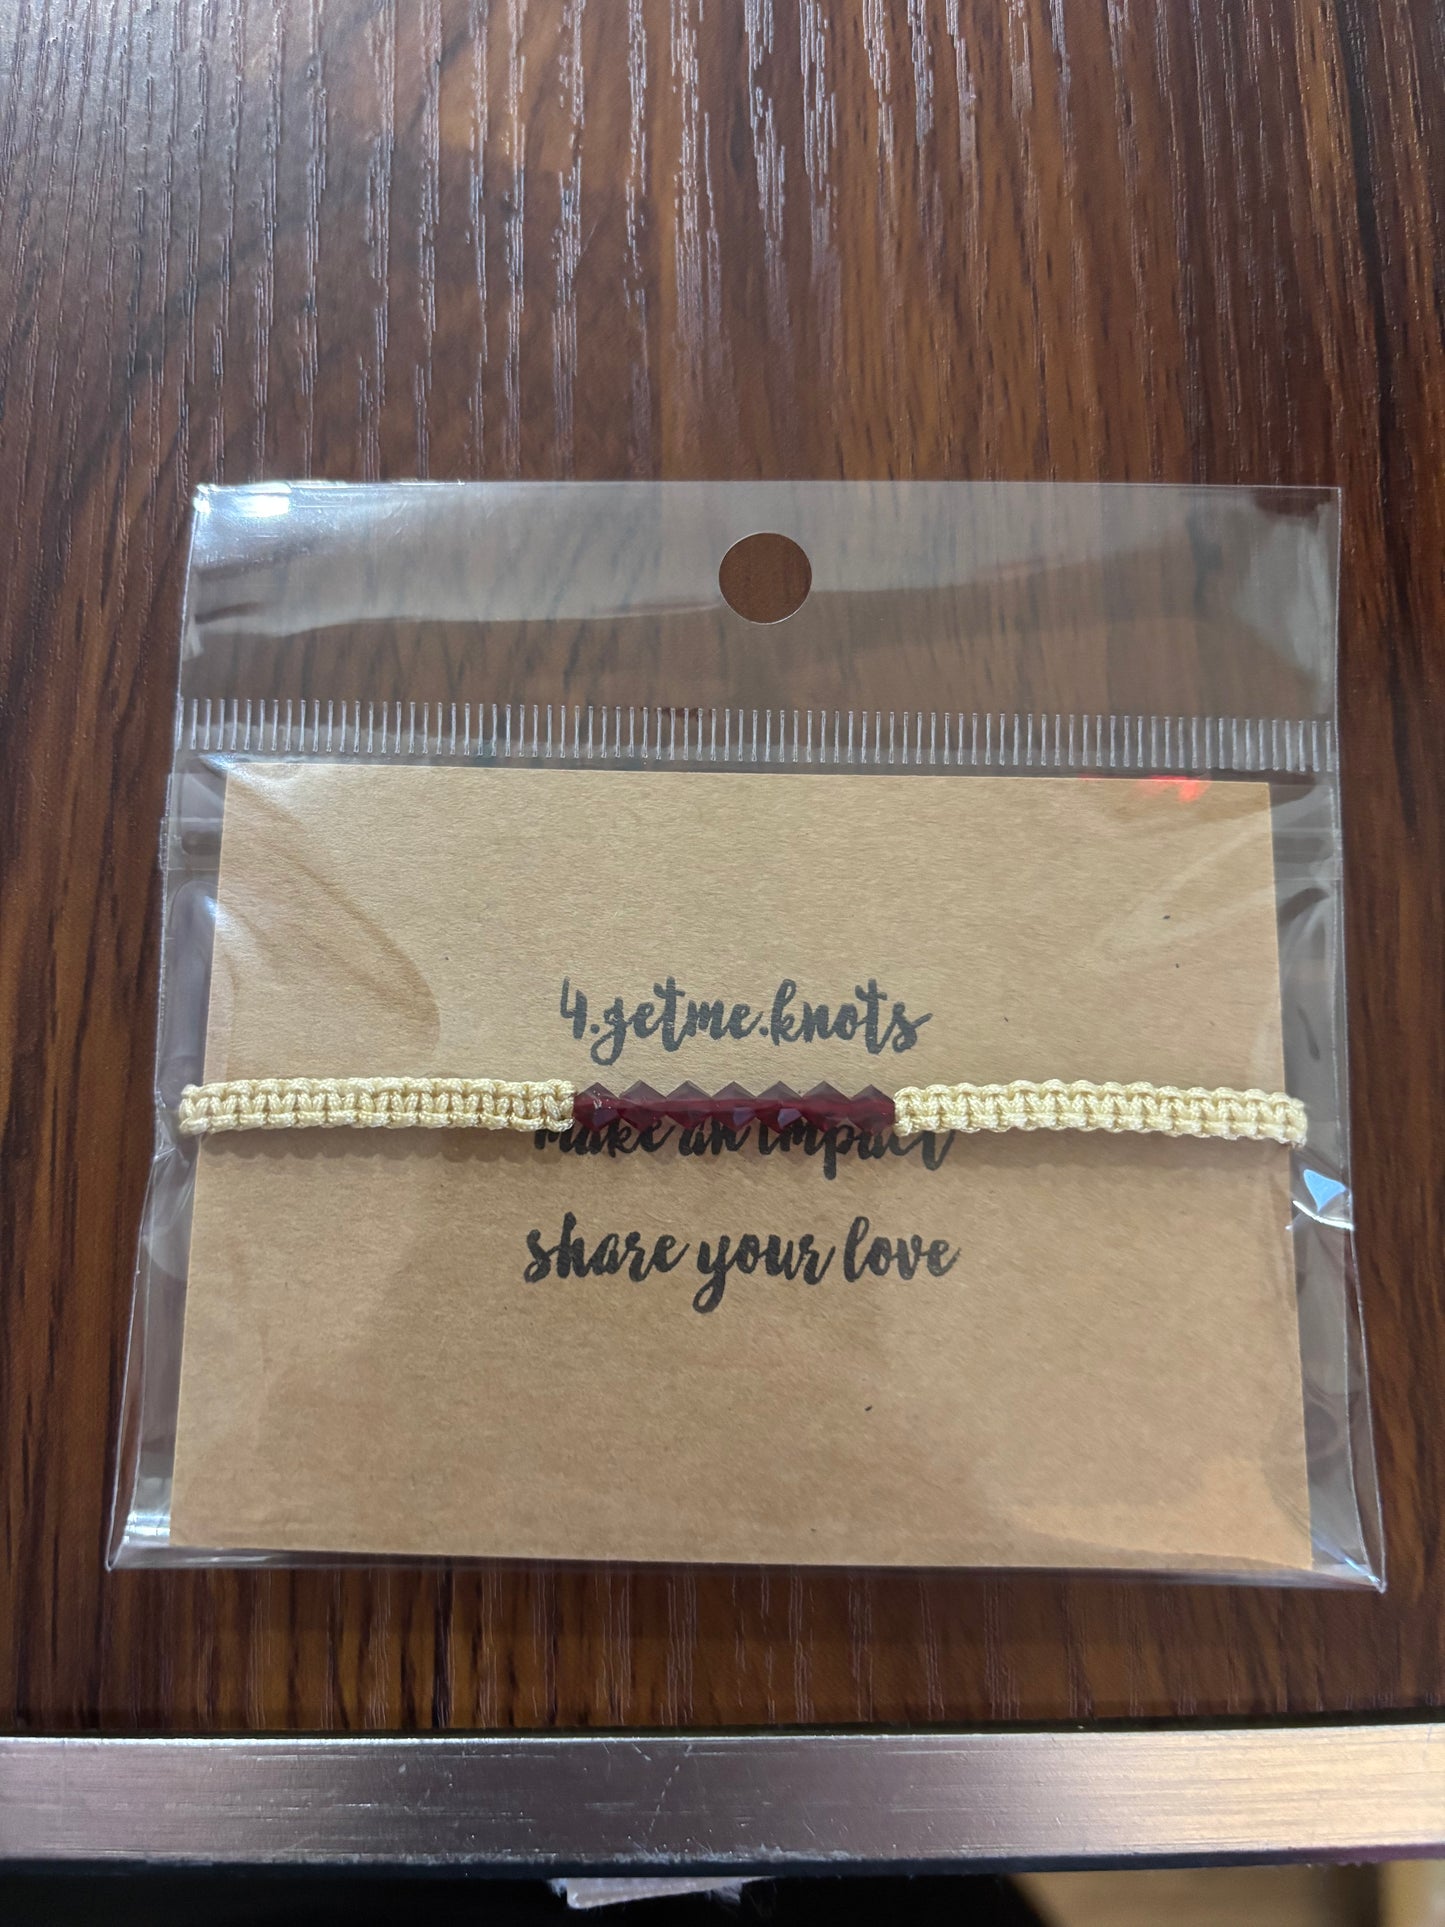 4.getme.knots
make an impact
share your love